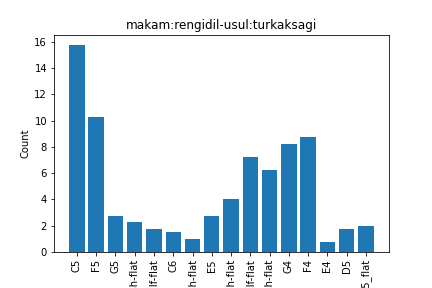 makam:rengidil-usul:turkaksagi
16
14
12
10
8
6
4
2
0
Count
C5
F5
G5
h-flat
lf-flat
C6
h-flat
E5
h-flat
lf-flat
h-flat
G4
F4
E4
D5
5_flat